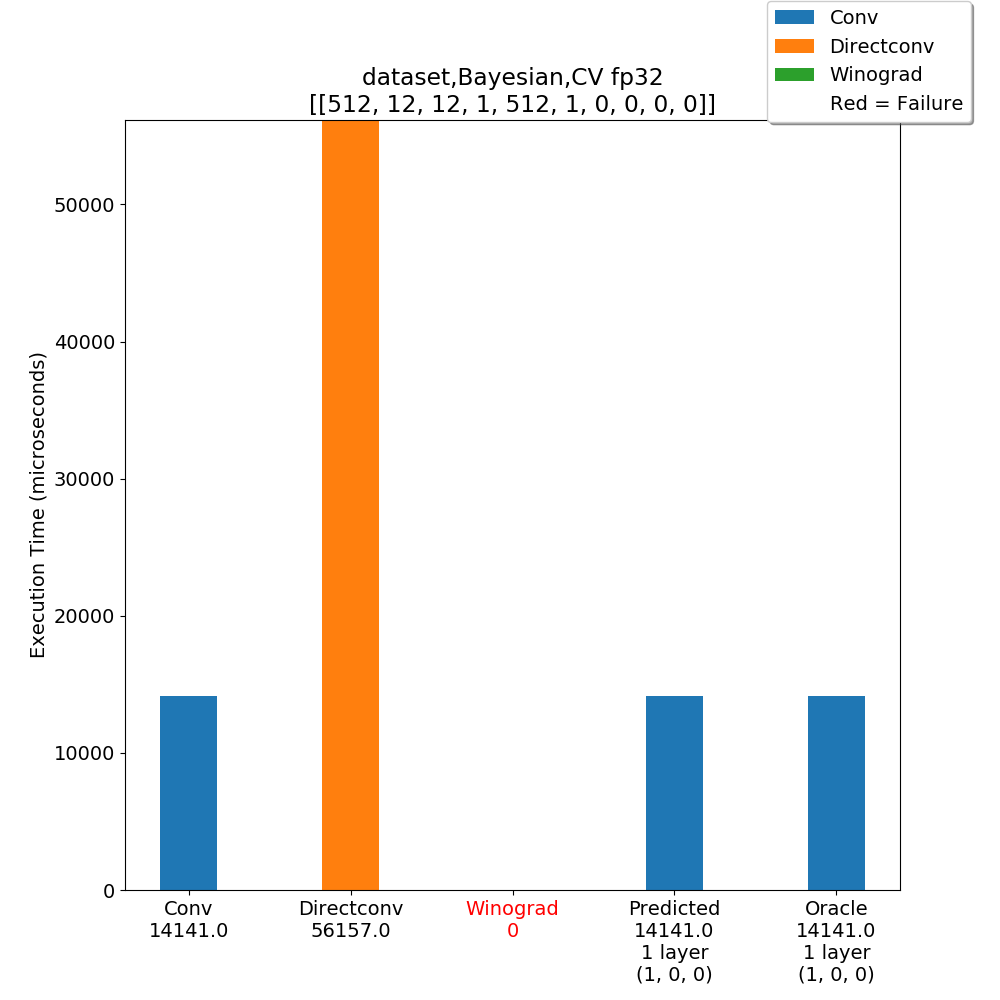 Conv
Directconv
Winograd
Red = Failure
dataset,Bayesian,CV fp32
[[512, 12, 12, 1, 512, 1, 0, 0, 0, 0]]
Execution Time (microseconds)
50000
40000
30000
20000
10000
0
Conv
14141.0
Directconv
56157.0
Winograd
0
Predicted
14141.0
1 layer
(1, 0, 0)
Oracle
14141.0
1 layer
(1, 0, 0)